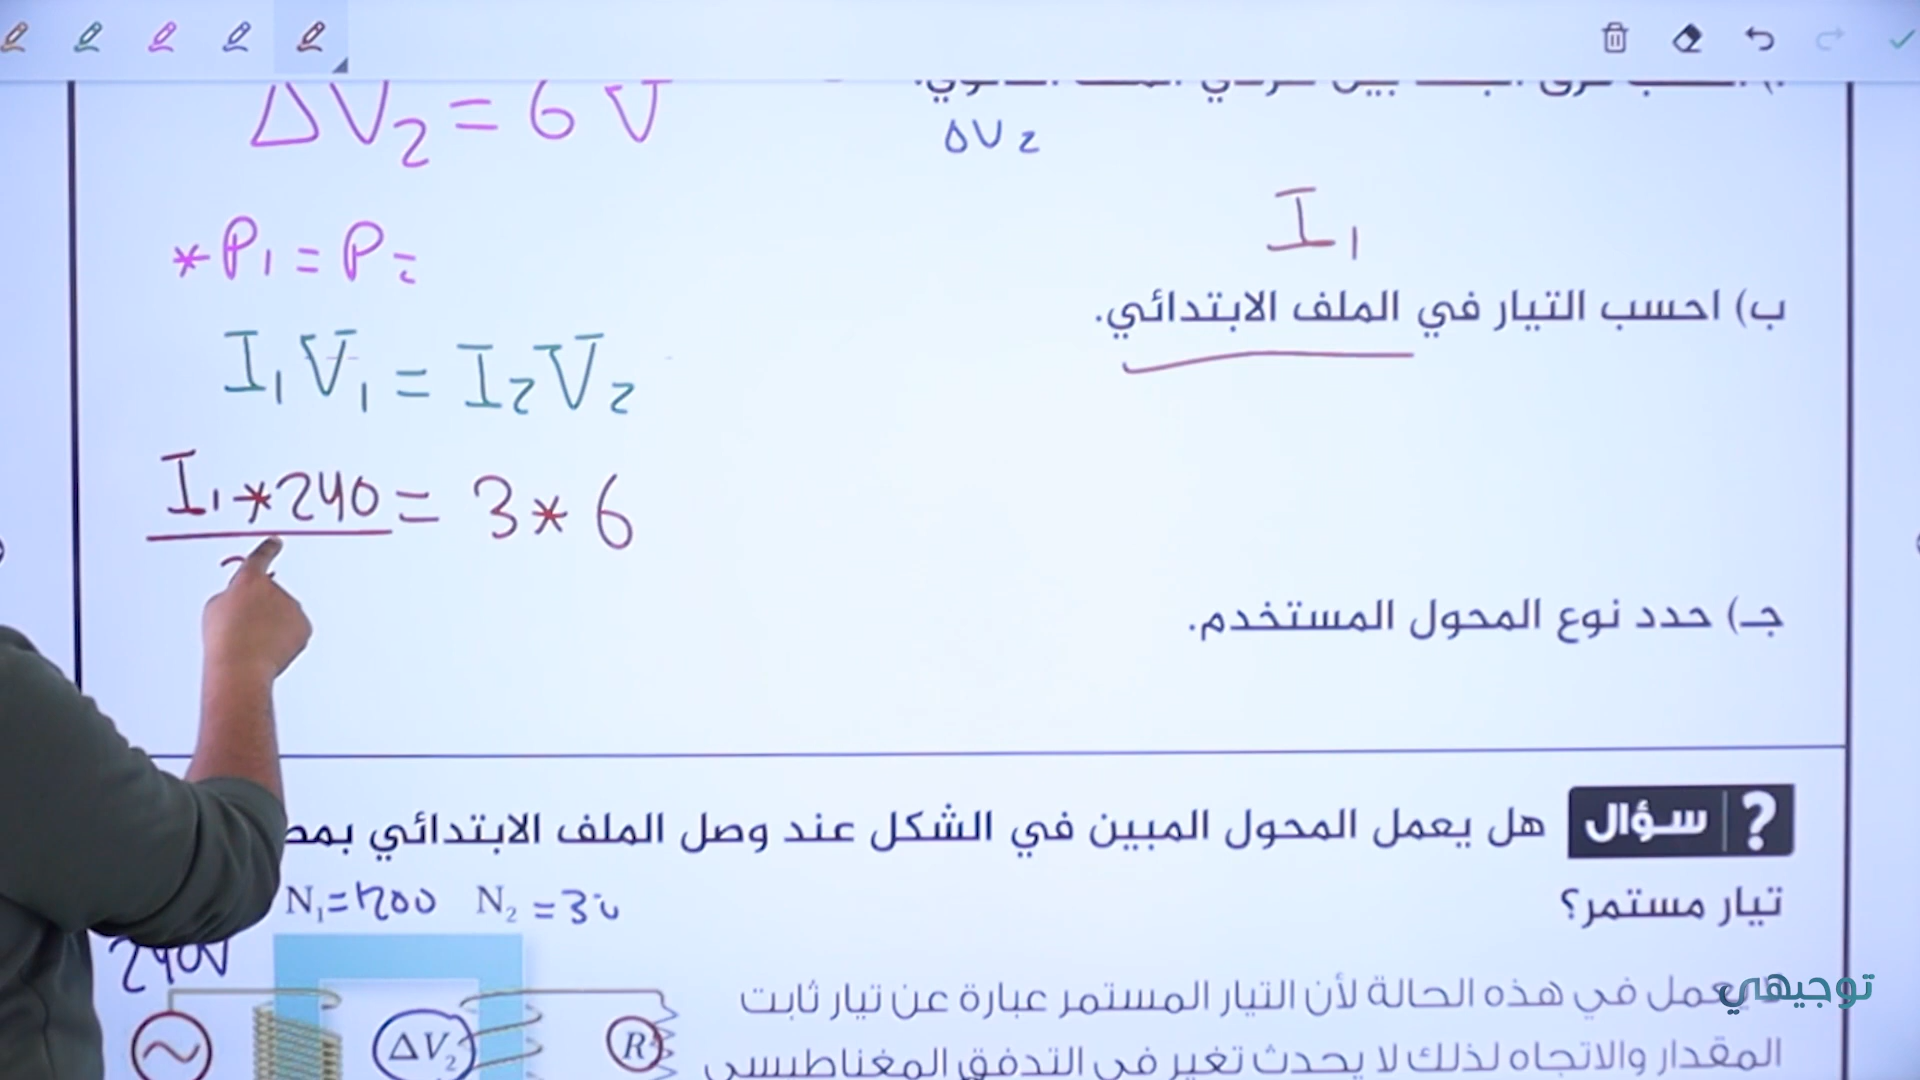 ΔV₂ = 6 V
ΔV₂
I₁
*P₁ = P₂
ب) احسب التيار في الملف الابتدائي.
I₁V₁ = I₂V₂
I₁*240 = 3*6
جـ) حدد نوع المحول المستخدم.
؟ سؤال
هل يعمل المحول المبين في الشكل عند وصل الملف الابتدائي
تيار مستمر؟
N₁=1200 N₂=30
240V
في هذه الحالة لأن التيار المستمر عبارة عن تيار ثابت
المقدار والاتجاه لذلك لا يحدث تغير في التدفق المغناطيسي
ΔV₂
R
توجيهي